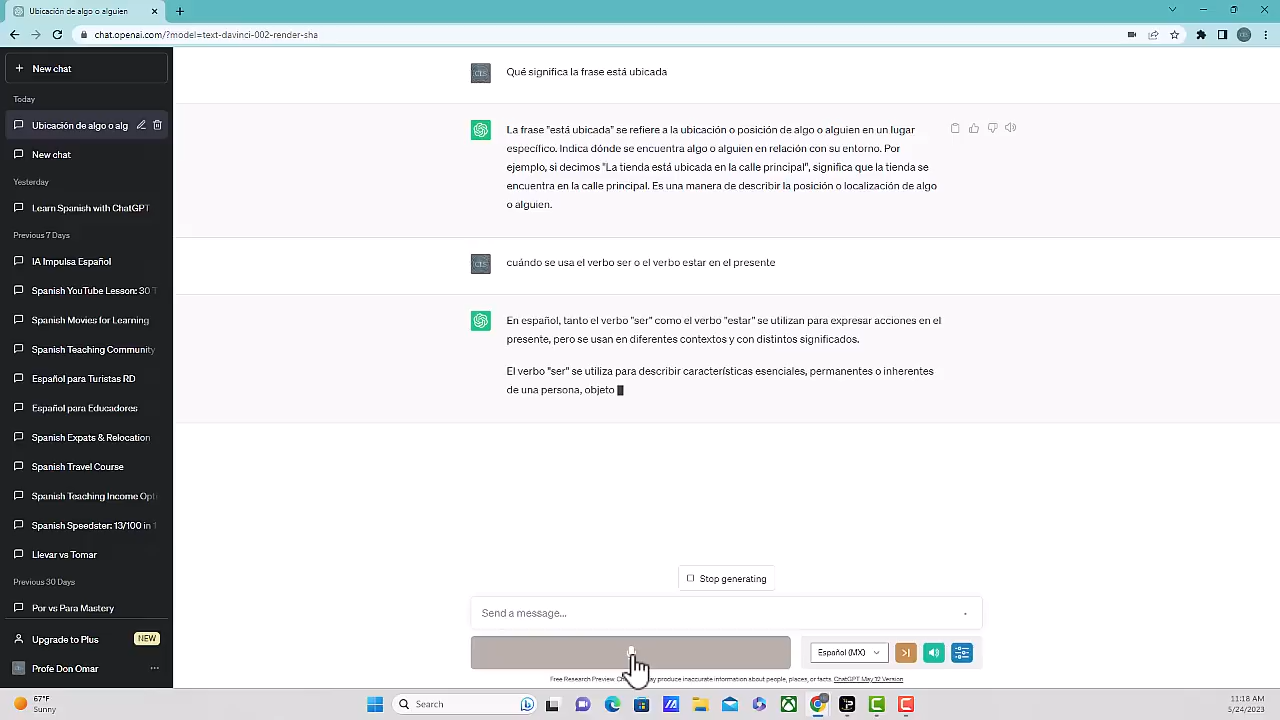 Ubicación de algo o alguien
chat.openai.com/?model=text-davinci-002-render-sha
New chat
Today
Ubicación de algo o alg
New chat
Yesterday
Learn Spanish with ChatGPT
Previous 7 Days
IA Impulsa Español
Spanish YouTube Lesson: 30 T
Spanish Movies for Learning
Spanish Teaching Community
Español para Turistas RD
Español para Educadores
Spanish Expats & Relocation
Spanish Travel Course
Spanish Teaching Income Opti
Spanish Speedster: 13/100 in 1
Llevar vs Tomar
Previous 30 Days
Por vs Para Mastery
Upgrade to Plus NEW
Profe Don Omar
Qué significa la frase está ubicada
La frase "está ubicada" se refiere a la ubicación o posición de algo o alguien en un lugar
específico. Indica dónde se encuentra algo o alguien en relación con su entorno. Por
ejemplo, si decimos "La tienda está ubicada en la calle principal", significa que la tienda se
encuentra en la calle principal. Es una manera de describir la posición o localización de algo
o alguien.
cuándo se usa el verbo ser o el verbo estar en el presente
En español, tanto el verbo "ser" como el verbo "estar" se utilizan para expresar acciones en el
presente, pero se usan en diferentes contextos y con distintos significados.
El verbo "ser" se utiliza para describir características esenciales, permanentes o inherentes
de una persona, objeto
Stop generating
Send a message...
Español (MX)
Free Research Preview. may produce inaccurate information about people, places, or facts. ChatGPT May 12 Version
67°F
Sunny
Search
11:18 AM
5/24/2023